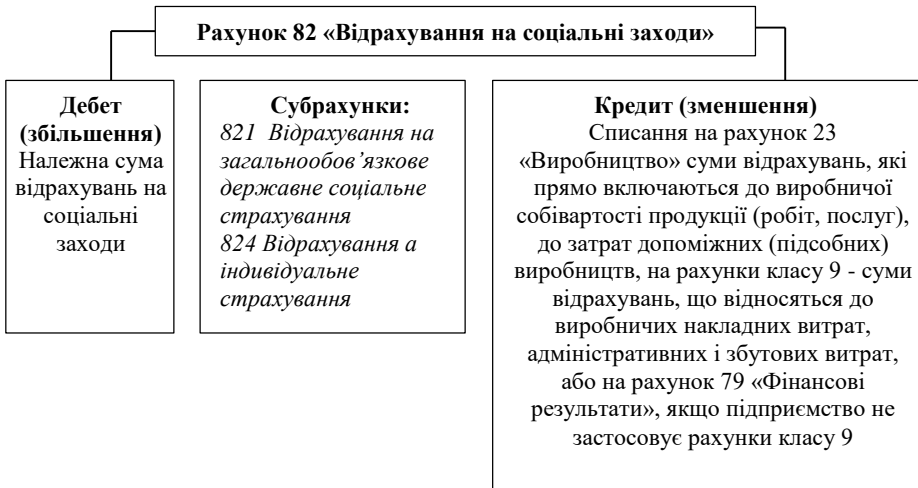 Рахунок 82 «Відрахування на соціальні заходи»
Дебет
(збільшення)
Належна сума
відрахувань на
соціальні
заходи
Субрахунки:
821 Відрахування на
загальнообов’язкове
державне соціальне
страхування
824 Відрахування а
індивідуальне
страхування
Кредит (зменшення)
Списання на рахунок 23
«Виробництво» суми відрахувань, які
прямо включаються до виробничої
собівартості продукції (робіт, послуг),
до затрат допоміжних (підсобних)
виробництв, на рахунки класу 9 - суми
відрахувань, що відносяться до
виробничих накладних витрат,
адміністративних і збутових витрат,
або на рахунок 79 «Фінансові
результати», якщо підприємство не
застосовує рахунки класу 9